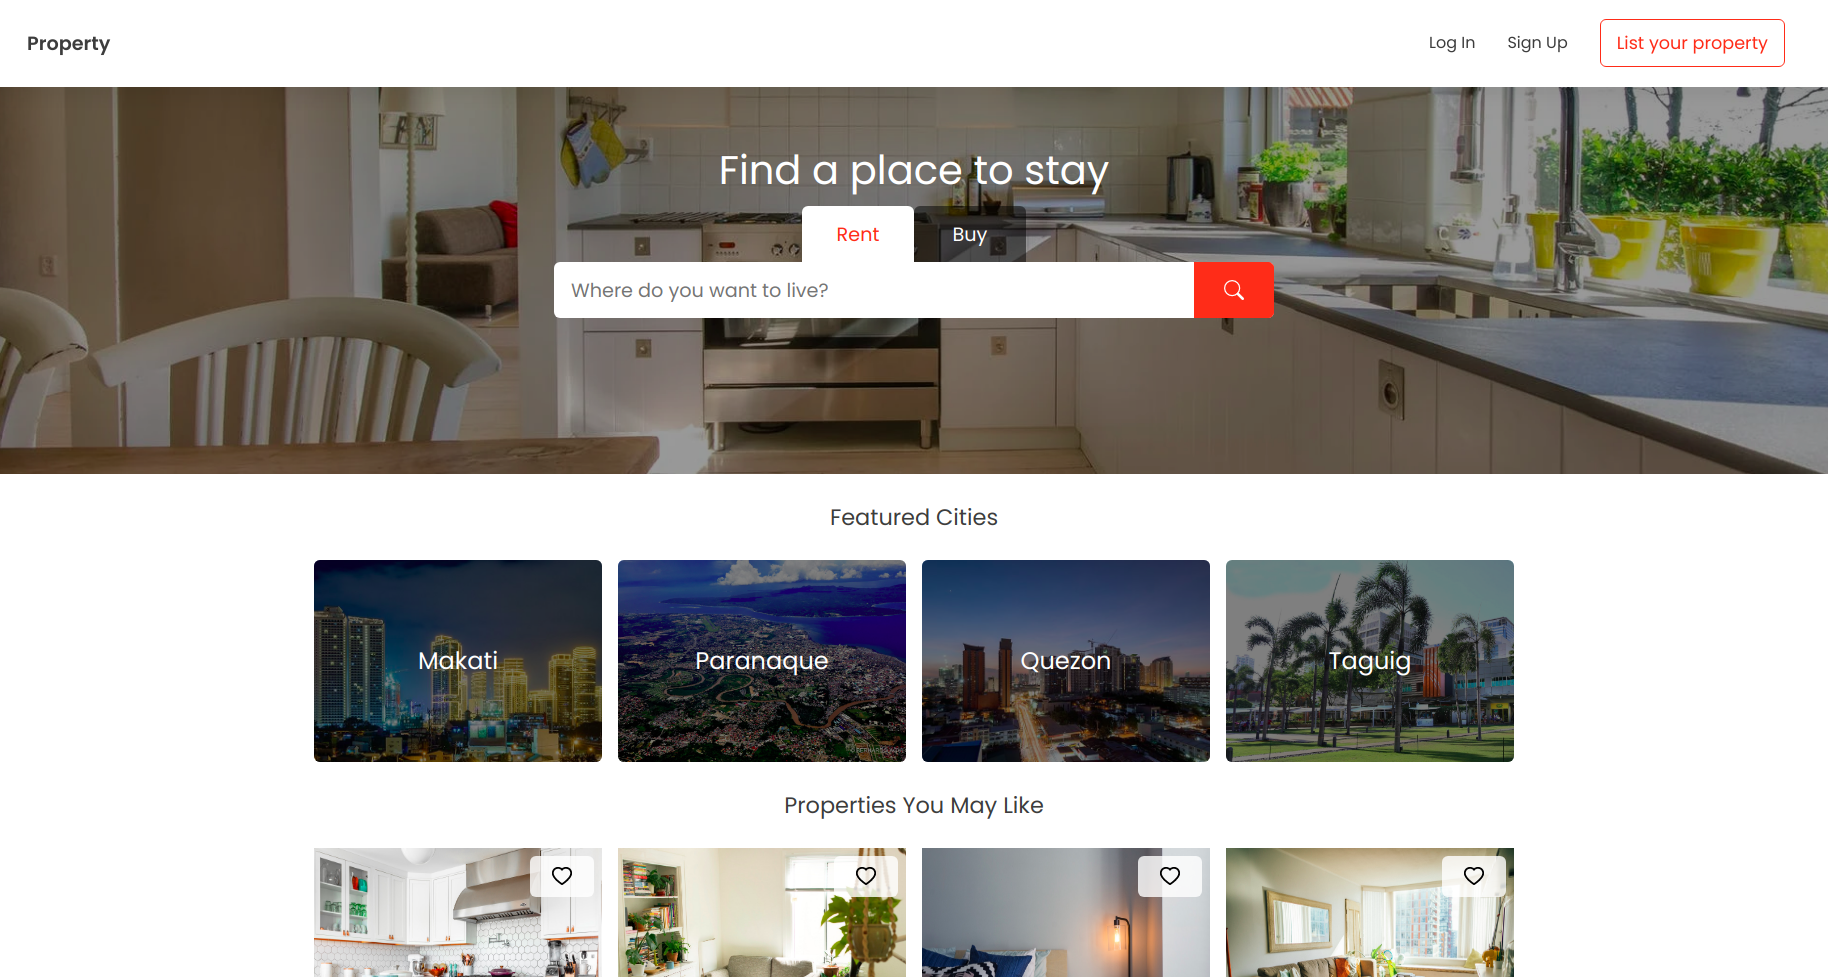 Property
Log In
Sign Up
List your property
Find a place to stay
Rent
Buy
Where do you want to live?
Featured Cities
Makati
Paranaque
Quezon
Taguig
Properties You May Like